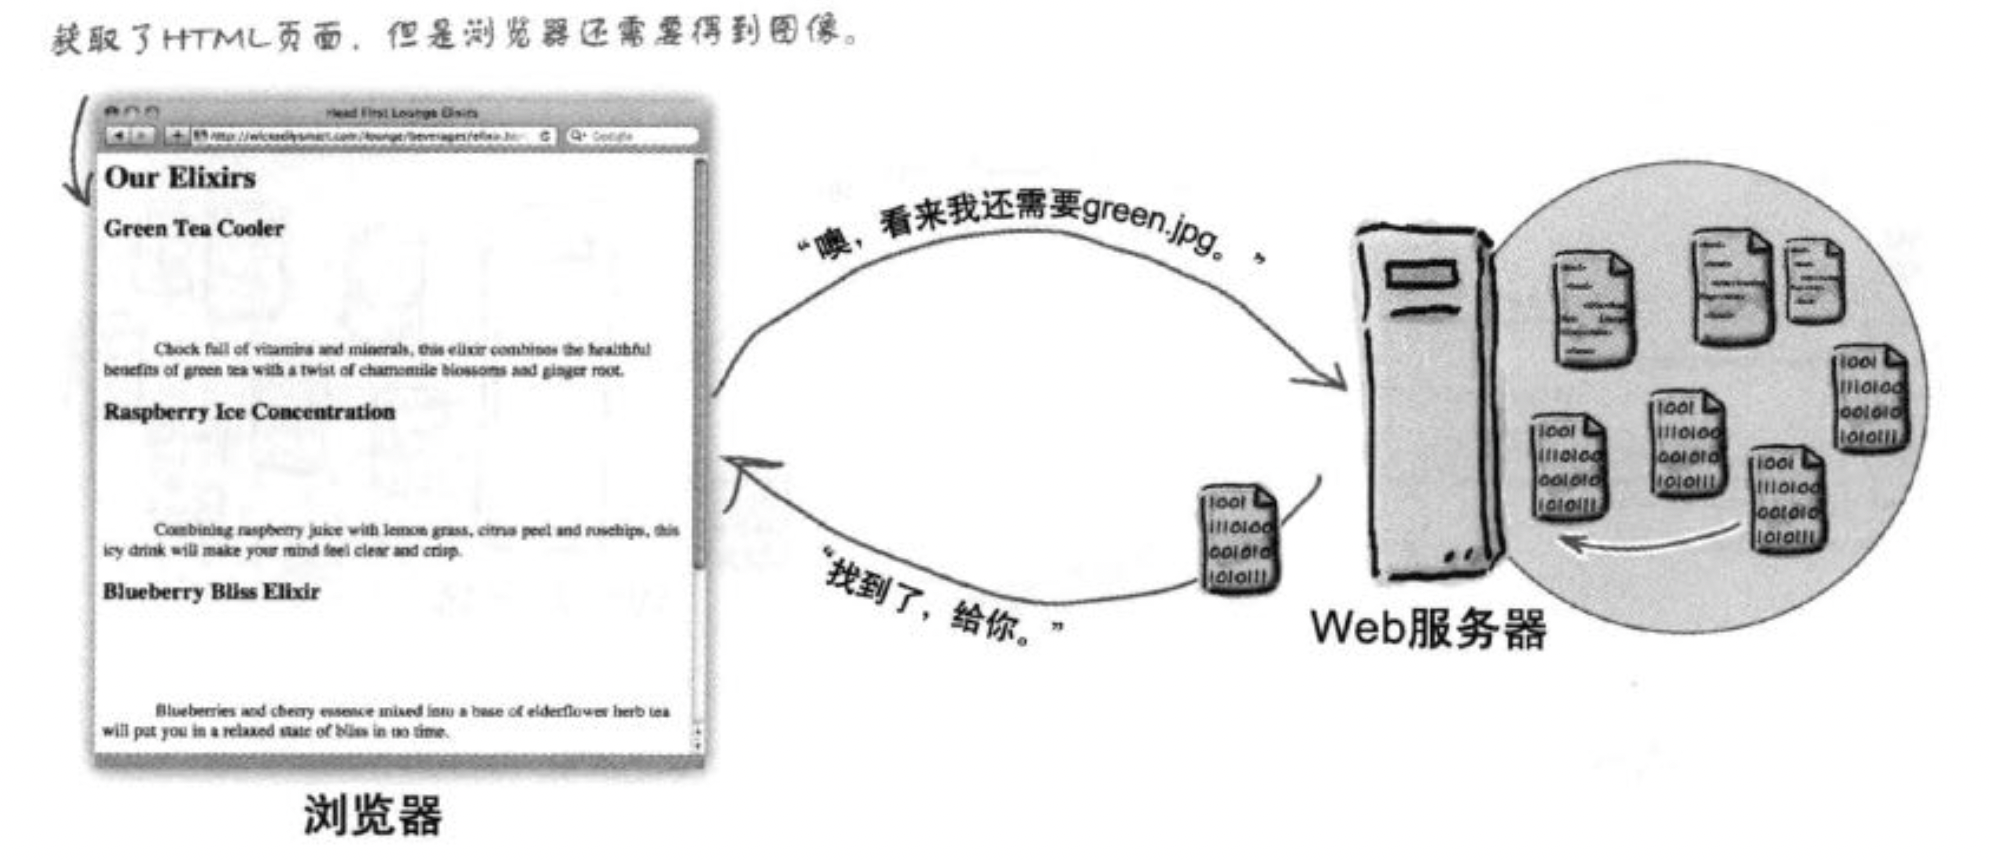 获取了HTML页面，但是浏览器还需要得到图像。
Head First Lounge Elixirs
http://wickedlysmart.com/lounge/beverages/elixir.html
Google
Our Elixirs
Green Tea Cooler
Chock full of vitamins and minerals, this elixir combines the healthful
benefits of green tea with a twist of chamomile blossoms and ginger root.
Raspberry Ice Concentration
Combining raspberry juice with lemon grass, citrus peel and rosehips, this
icy drink will make your mind feel clear and crisp.
Blueberry Bliss Elixir
Blueberries and cherry essence mixed into a base of elderflower herb tea
will put you in a relaxed state of bliss in no time.
浏览器
“噢，看来我还需要green.jpg。”
“找到了，给你。”
1001
1110100
001010
1010111
Web服务器
1001
1110100
001010
1010111
1001
1110100
001010
1010111
1001
1110100
001010
1010111
1001
1110100
001010
1010111